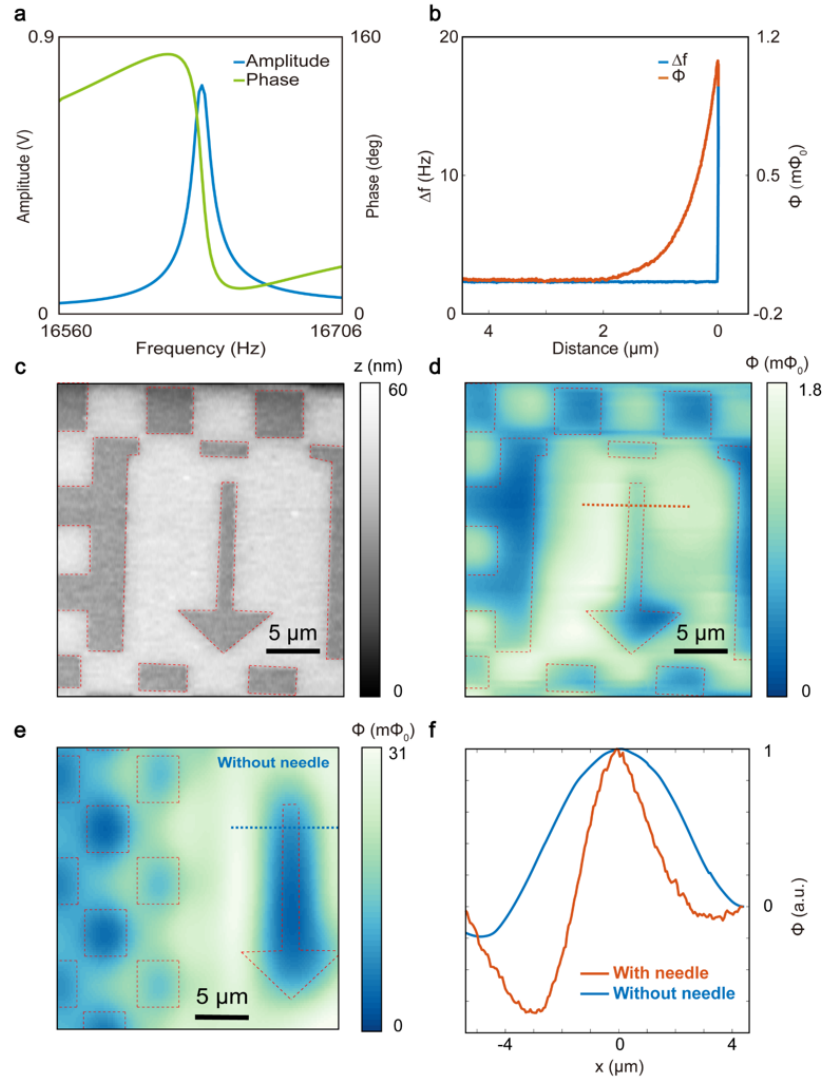 a
0.9
160
Amplitude
Phase
Amplitude (V)
Phase (deg)
0
0
16560
16706
Frequency (Hz)
b
20
1.2
Δf
Φ
Δf (Hz)
10
0.5
Φ (mΦ₀)
0
-0.2
4
2
0
Distance (μm)
c
z (nm)
60
5 μm
0
d
Φ (mΦ₀)
1.8
5 μm
0
e
Φ (mΦ₀)
31
Without needle
5 μm
0
f
1
0
Φ (a.u.)
With needle
Without needle
-4
0
4
x (μm)